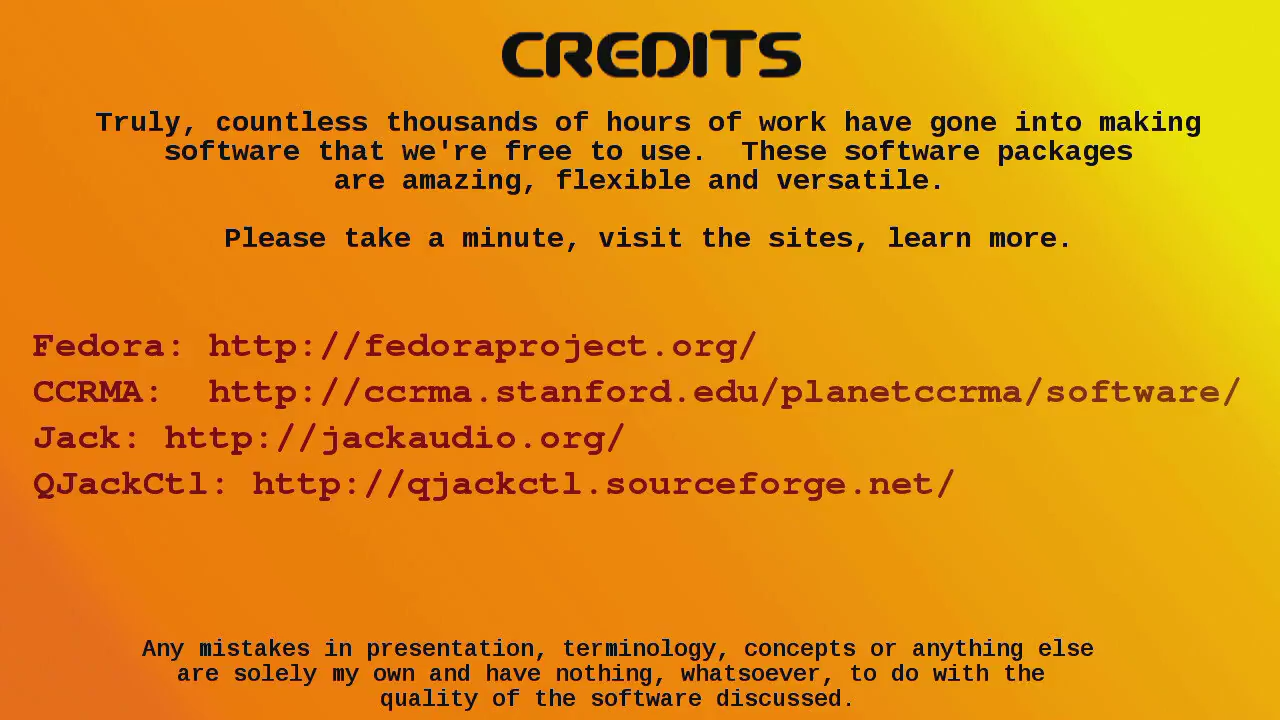 CREDITS
Truly, countless thousands of hours of work have gone into making
software that we're free to use.  These software packages
are amazing, flexible and versatile.
Please take a minute, visit the sites, learn more.
Fedora: http://fedoraproject.org/
CCRMA:  http://ccrma.stanford.edu/planetccrma/software/
Jack: http://jackaudio.org/
QJackCtl: http://qjackctl.sourceforge.net/
Any mistakes in presentation, terminology, concepts or anything else
are solely my own and have nothing, whatsoever, to do with the
quality of the software discussed.